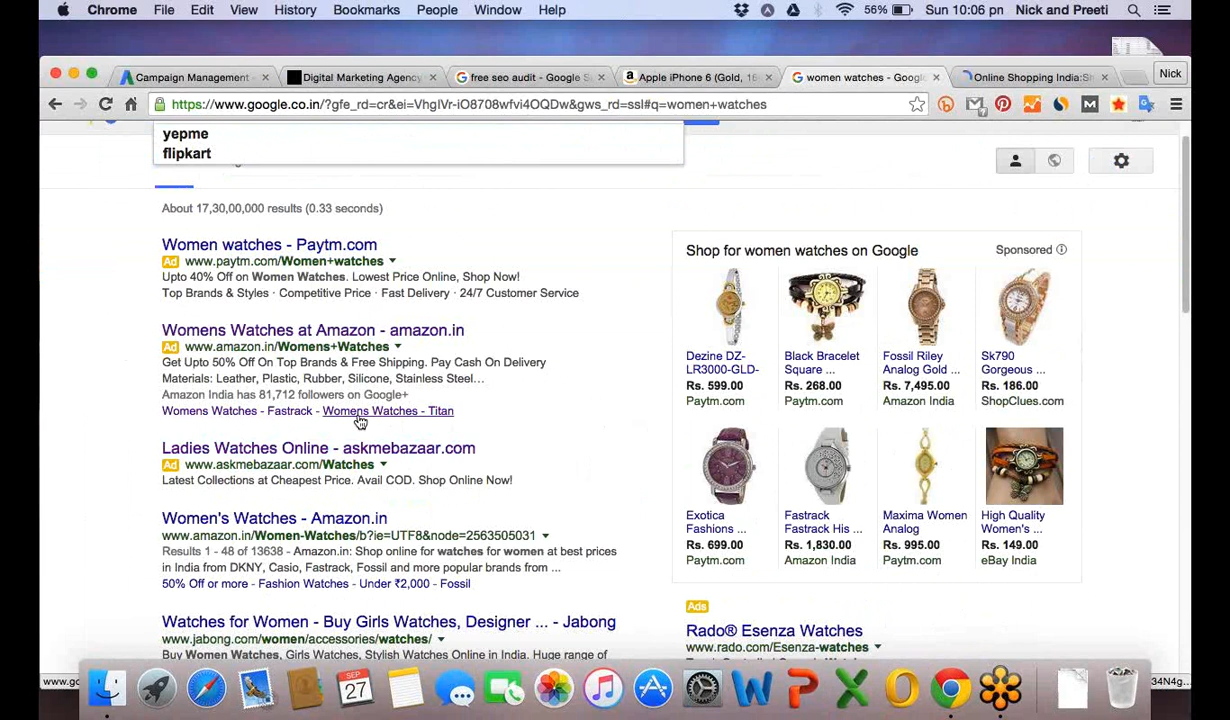 Chrome File Edit View History Bookmarks People Window Help 56% Sun 10:06 pm Nick and Preeti
Campaign Management - Digital Marketing Agency free seo audit - Google S Apple iPhone 6 (Gold, 16 women watches - Google Online Shopping India:Sh Nick
https://www.google.co.in/?gfe_rd=cr&ei=VhgIVr-iO8708wfvi4OQDw&gws_rd=ssl#q=women+watches
yepme
flipkart
About 17,30,00,000 results (0.33 seconds)
Women watches - Paytm.com
Ad www.paytm.com/Women+watches
Upto 40% Off on Women Watches. Lowest Price Online, Shop Now!
Top Brands & Styles · Competitive Price · Fast Delivery · 24/7 Customer Service
Womens Watches at Amazon - amazon.in
Ad www.amazon.in/Womens+Watches
Get Upto 50% Off On Top Brands & Free Shipping. Pay Cash On Delivery
Materials: Leather, Plastic, Rubber, Silicone, Stainless Steel...
Amazon India has 81,712 followers on Google+
Womens Watches - Fastrack - Womens Watches - Titan
Ladies Watches Online - askmebazaar.com
Ad www.askmebazaar.com/Watches
Latest Collections at Cheapest Price. Avail COD. Shop Online Now!
Women's Watches - Amazon.in
www.amazon.in/Women-Watches/b?ie=UTF8&node=2563505031
Results 1 - 48 of 13638 - Amazon.in: Shop online for watches for women at best prices
in India from DKNY, Casio, Fastrack, Fossil and more popular brands from ...
50% Off or more - Fashion Watches - Under ₹2,000 - Fossil
Watches for Women - Buy Girls Watches, Designer ... - Jabong
www.jabong.com/women/accessories/watches/
Buy Women Watches, Girls Watches, Stylish Watches Online in India. Huge range of
Shop for women watches on Google Sponsored
Dezine DZ-
LR3000-GLD-
Rs. 599.00
Paytm.com
Black Bracelet
Square ...
Rs. 268.00
Paytm.com
Fossil Riley
Analog Gold ...
Rs. 7,495.00
Amazon India
Sk790
Gorgeous ...
Rs. 186.00
ShopClues.com
Exotica
Fashions ...
Rs. 699.00
Paytm.com
Fastrack
Fastrack His ...
Rs. 1,830.00
Amazon India
Maxima Women
Analog
Rs. 995.00
Paytm.com
High Quality
Women's ...
Rs. 149.00
eBay India
Ads
Rado® Esenza Watches
www.rado.com/Esenza-watches
SEP
27